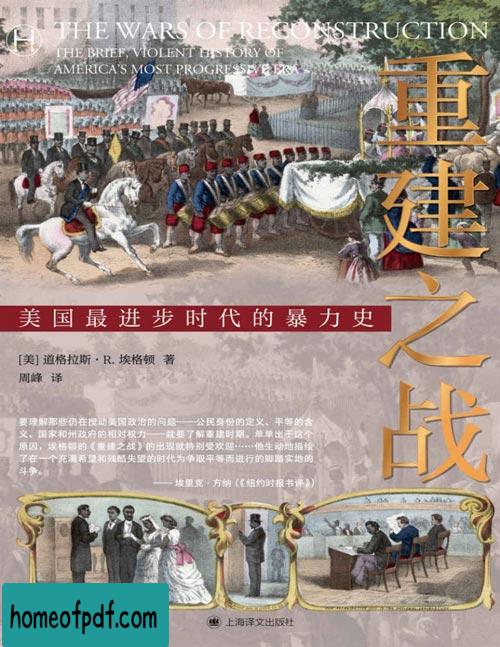 THE WARS OF RECONSTRUCTION
THE BRIEF, VIOLENT HISTORY OF
AMERICA'S MOST PROGRESSIVE ERA
重建之战
美国最进步时代的暴力史
[美] 道格拉斯·R. 埃格顿 著
周峰 译
要理解那些仍在搅动美国政治的问题——公民身份的定义、平等的含
义、国家和州政府的相对权力——就要了解重建时期。单单出于这个
原因,埃格顿的《重建之战》的出现就特别受欢迎……他生动地描绘
了在一个充满希望和残酷失望的时代为争取平等而进行的脚踏实地的
斗争。
——埃里克·方纳(《纽约时报书评》)
homeofpdf.com
上海译文出版社